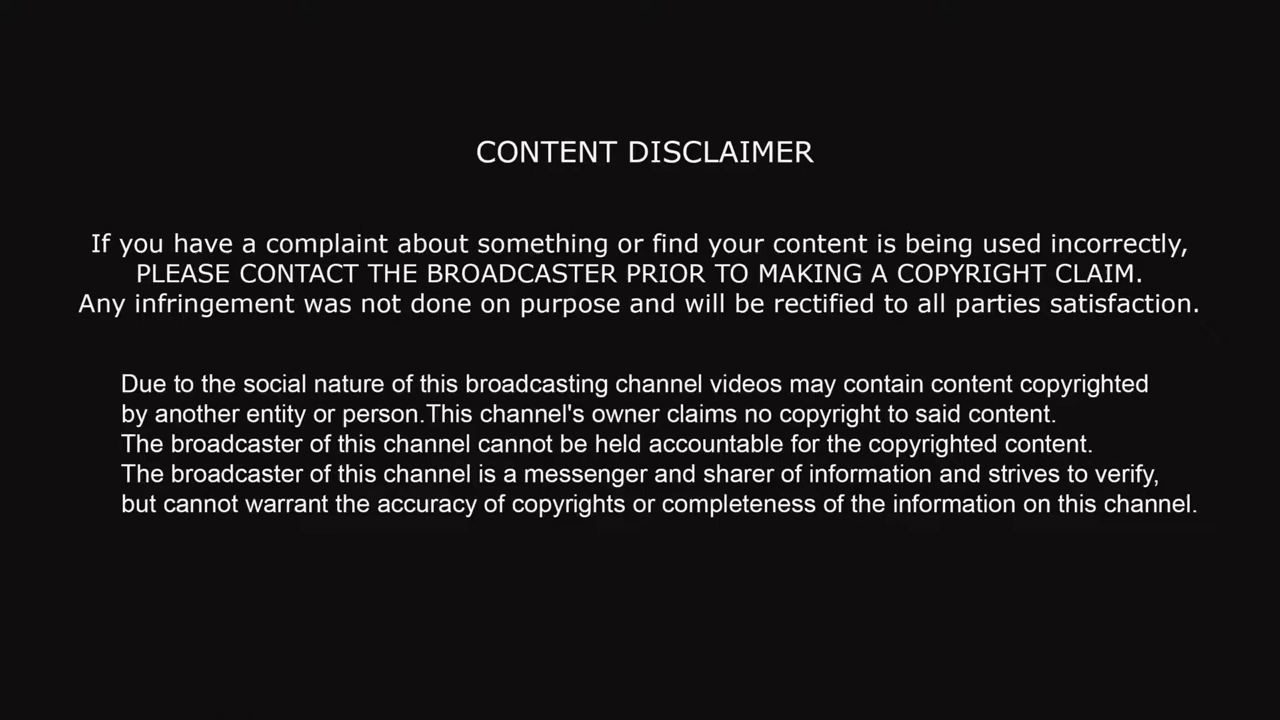 CONTENT DISCLAIMER
If you have a complaint about something or find your content is being used incorrectly,
PLEASE CONTACT THE BROADCASTER PRIOR TO MAKING A COPYRIGHT CLAIM.
Any infringement was not done on purpose and will be rectified to all parties satisfaction.
Due to the social nature of this broadcasting channel videos may contain content copyrighted
by another entity or person.This channel's owner claims no copyright to said content.
The broadcaster of this channel cannot be held accountable for the copyrighted content.
The broadcaster of this channel is a messenger and sharer of information and strives to verify,
but cannot warrant the accuracy of copyrights or completeness of the information on this channel.